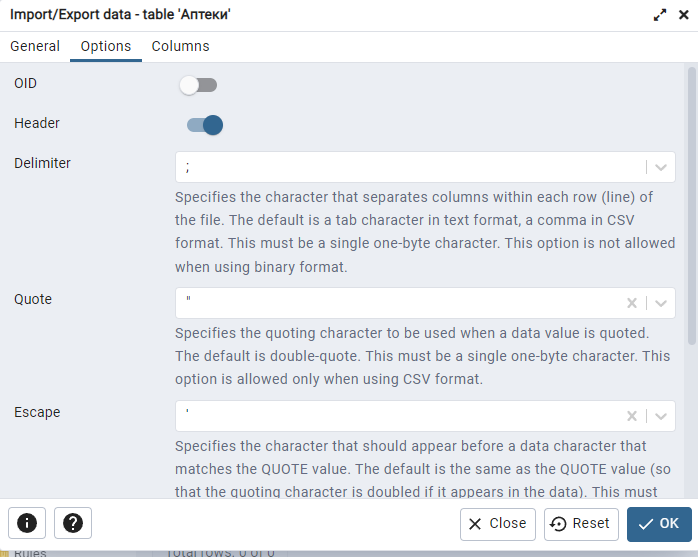 Import/Export data - table 'Аптеки'
General Options Columns
OID
Header
Delimiter
;
Specifies the character that separates columns within each row (line) of
the file. The default is a tab character in text format, a comma in CSV
format. This must be a single one-byte character. This option is not allowed
when using binary format.
Quote
"
Specifies the quoting character to be used when a data value is quoted.
The default is double-quote. This must be a single one-byte character. This
option is allowed only when using CSV format.
Escape
'
Specifies the character that should appear before a data character that
matches the QUOTE value. The default is the same as the QUOTE value (so
that the quoting character is doubled if it appears in the data). This must
Close Reset OK
Rules Total rows: 0 of 0